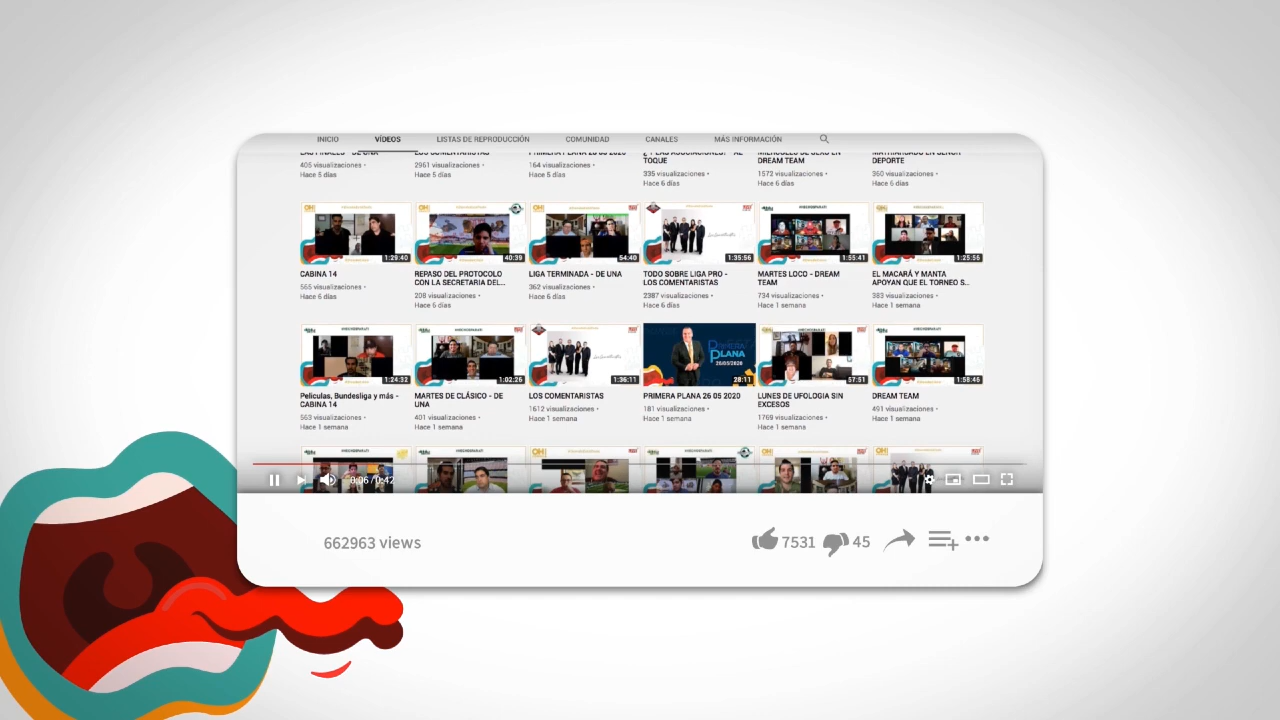 INICIO VÍDEOS LISTAS DE REPRODUCCIÓN COMUNIDAD CANALES MÁS INFORMACIÓN
TOQUE DREAM TEAM DEPORTE
405 visualizaciones • 2961 visualizaciones • 164 visualizaciones • 335 visualizaciones • 1572 visualizaciones • 360 visualizaciones •
Hace 5 días Hace 5 días Hace 5 días Hace 6 días Hace 6 días Hace 6 días
1:29:40 40:39 54:40 1:35:56 1:55:41 1:25:56
CABINA 14
565 visualizaciones •
Hace 6 días
REPASO DEL PROTOCOLO
CON LA SECRETARIA DEL...
208 visualizaciones •
Hace 6 días
LIGA TERMINADA - DE UNA
362 visualizaciones •
Hace 6 días
TODO SOBRE LIGA PRO -
LOS COMENTARISTAS
2387 visualizaciones •
Hace 6 días
MARTES LOCO - DREAM
TEAM
734 visualizaciones •
Hace 1 semana
EL MACARÁ Y MANTA
APOYAN QUE EL TORNEO S...
383 visualizaciones •
Hace 1 semana
PRIMERA
PLANA
26/05/2020
1:24:32 1:02:26 1:36:11 28:11 57:51 1:58:46
Películas, Bundesliga y más -
CABINA 14
563 visualizaciones •
Hace 1 semana
MARTES DE CLÁSICO - DE
UNA
401 visualizaciones •
Hace 1 semana
LOS COMENTARISTAS
1612 visualizaciones •
Hace 1 semana
PRIMERA PLANA 26 05 2020
181 visualizaciones •
Hace 1 semana
LUNES DE UFOLOGIA SIN
EXCESOS
1769 visualizaciones •
Hace 1 semana
DREAM TEAM
491 visualizaciones •
Hace 1 semana
0:06 / 0:42
662963 views 7531 45